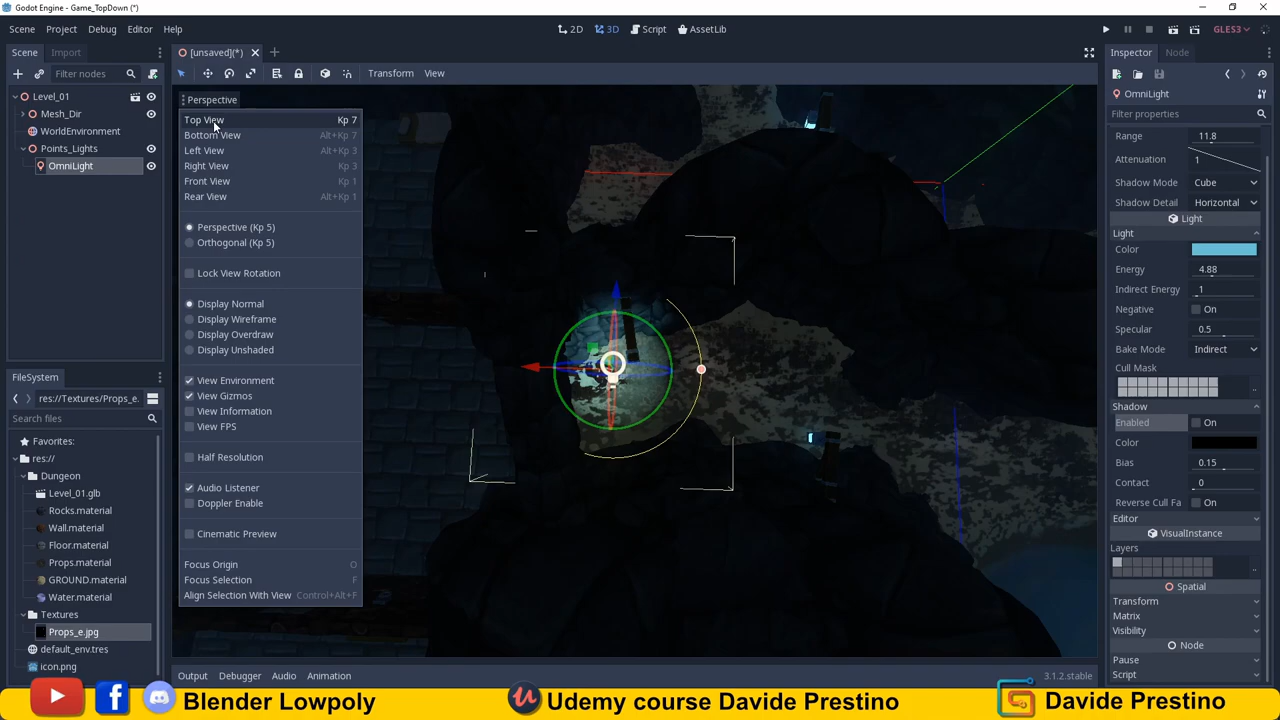 Godot Engine - Game_TopDown (*)
Scene Project Debug Editor Help
2D 3D Script AssetLib
GLES3
Scene Import
[unsaved](*)
Inspector Node
Filter nodes
Transform View
Level_01
Mesh_Dir
WorldEnvironment
Points_Lights
OmniLight
Perspective
Top View Kp 7
Bottom View Alt+Kp 7
Left View Alt+Kp 3
Right View Kp 3
Front View Kp 1
Rear View Alt+Kp 1
Perspective (Kp 5)
Orthogonal (Kp 5)
Lock View Rotation
Display Normal
Display Wireframe
Display Overdraw
Display Unshaded
View Environment
View Gizmos
View Information
View FPS
Half Resolution
Audio Listener
Doppler Enable
Cinematic Preview
Focus Origin O
Focus Selection F
Align Selection With View Control+Alt+F
FileSystem
res://Textures/Props_e.
Search files
Favorites:
res://
Dungeon
Level_01.glb
Rocks.material
Wall.material
Floor.material
Props.material
GROUND.material
Water.material
Textures
Props_e.jpg
default_env.tres
icon.png
Output Debugger Audio Animation
3.1.2.stable
OmniLight
Filter properties
Range 11.8
Attenuation 1
Shadow Mode Cube
Shadow Detail Horizontal
Light
Light
Color
Energy 4.88
Indirect Energy 1
Negative On
Specular 0.5
Bake Mode Indirect
Cull Mask
Shadow
Enabled On
Color
Bias 0.15
Contact 0
Reverse Cull Fa On
Editor
VisualInstance
Layers
Spatial
Transform
Matrix
Visibility
Node
Pause
Script
Blender Lowpoly
Udemy course Davide Prestino
Davide Prestino